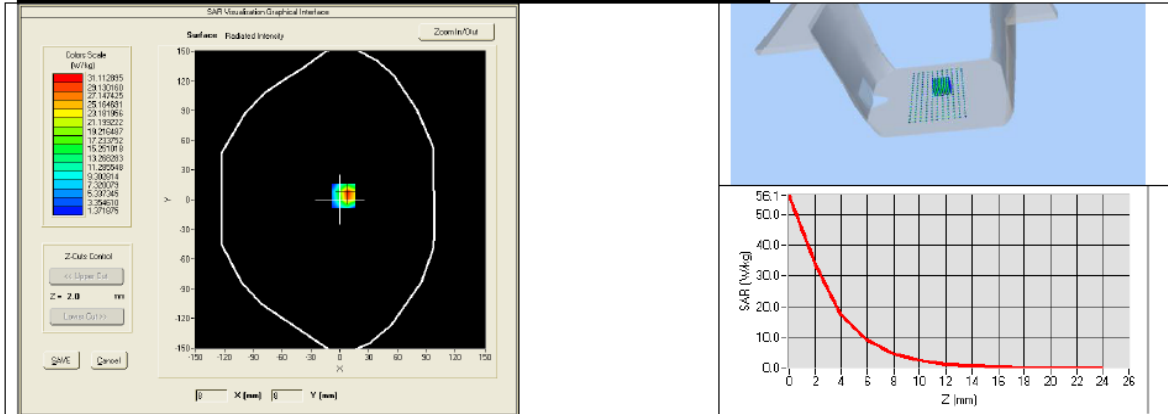 SAR Visualisation Graphical Interface
Surface Radiated Intensity
Zoom In/Out
Colors Scale
(W/kg)
31.112895
29.130160
27.147425
25.164691
23.181956
21.199222
19.216487
17.233752
15.251018
13.268283
11.285548
9.302814
7.320079
5.337345
3.354610
1.371875
150
120
90
60
30
0
-30
-60
-90
-120
-150
Y
-150 -120 -90 -60 -30 0 30 60 90 120 150
X
Z-Cuts Control
<< Upper Cut
Z = 2.0 mm
Lower Cut >>
SAVE Cancel
X (mm) Y (mm)
56.1
50.0
40.0
30.0
20.0
10.0
0.0
SAR (W/kg)
0 2 4 6 8 10 12 14 16 18 20 22 24 26
Z (mm)